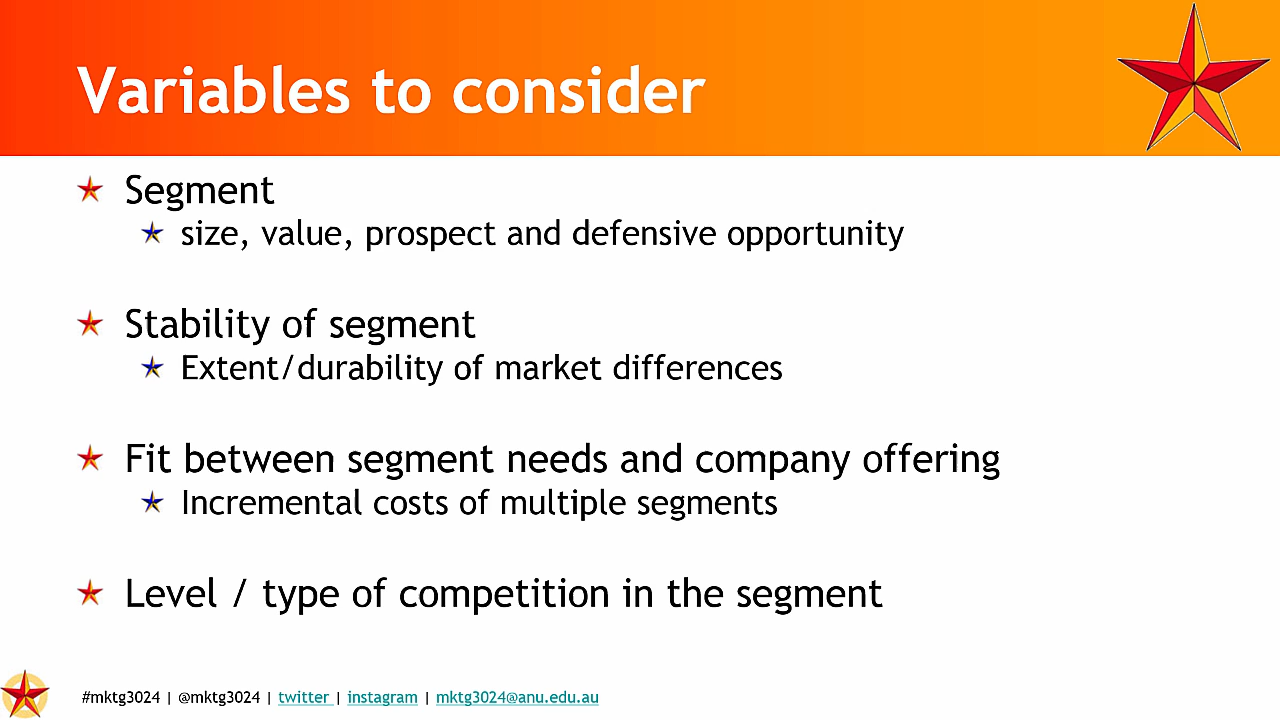 Variables to consider
Segment
size, value, prospect and defensive opportunity
Stability of segment
Extent/durability of market differences
Fit between segment needs and company offering
Incremental costs of multiple segments
Level / type of competition in the segment
#mktg3024 | @mktg3024 | twitter | instagram | mktg3024@anu.edu.au